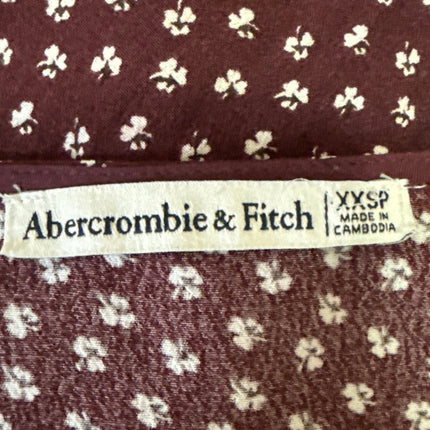 Abercrombie & Fitch
XXSP
MADE IN
CAMBODIA